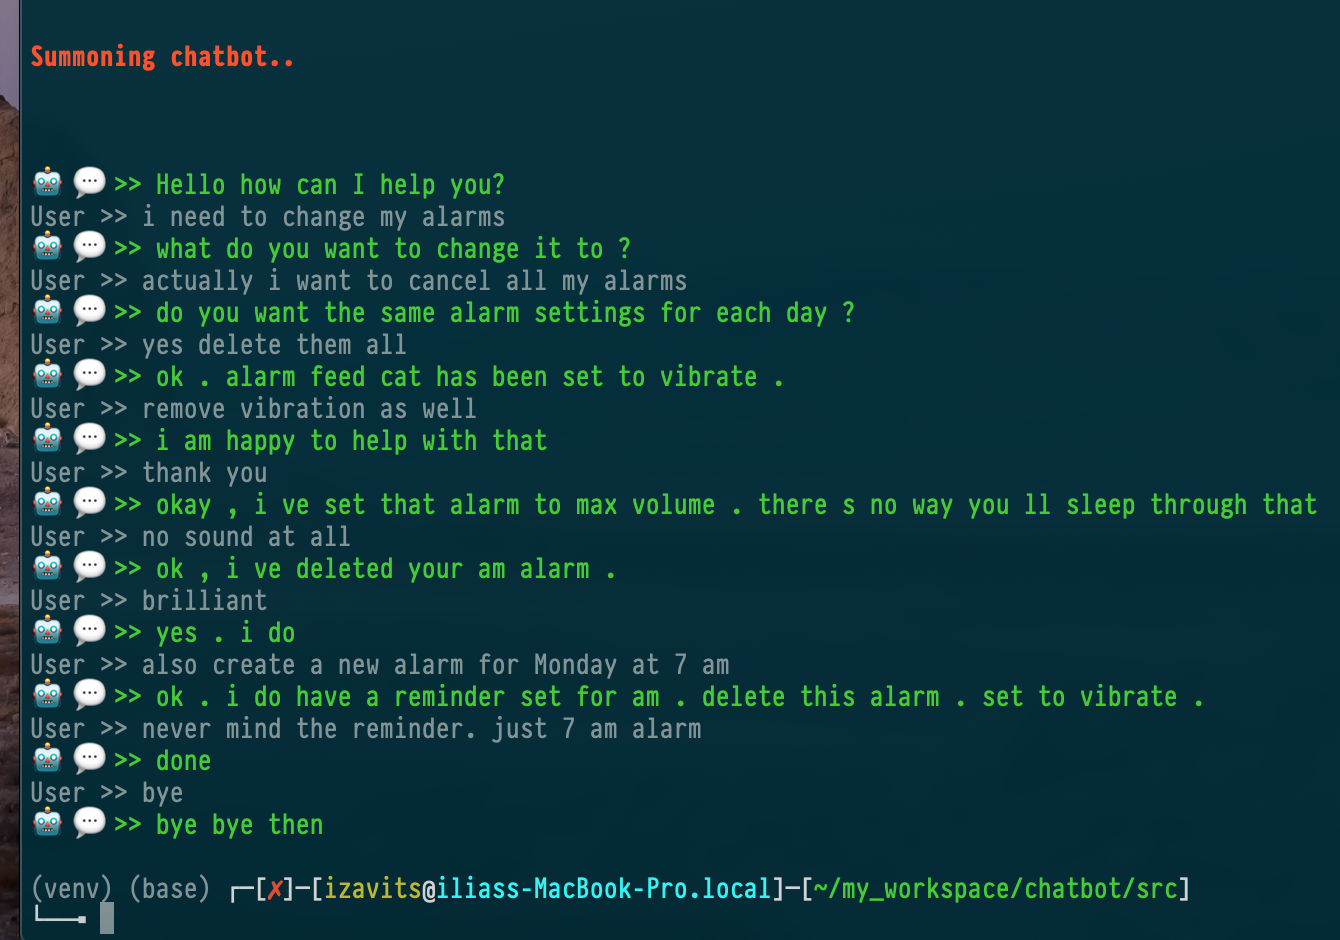 Summoning chatbot..
🤖 💬 >> Hello how can I help you?
User >> i need to change my alarms
🤖 💬 >> what do you want to change it to ?
User >> actually i want to cancel all my alarms
🤖 💬 >> do you want the same alarm settings for each day ?
User >> yes delete them all
🤖 💬 >> ok . alarm feed cat has been set to vibrate .
User >> remove vibration as well
🤖 💬 >> i am happy to help with that
User >> thank you
🤖 💬 >> okay , i ve set that alarm to max volume . there s no way you ll sleep through that
User >> no sound at all
🤖 💬 >> ok , i ve deleted your am alarm .
User >> brilliant
🤖 💬 >> yes . i do
User >> also create a new alarm for Monday at 7 am
🤖 💬 >> ok . i do have a reminder set for am . delete this alarm . set to vibrate .
User >> never mind the reminder. just 7 am alarm
🤖 💬 >> done
User >> bye
🤖 💬 >> bye bye then
(venv) (base) ┌─[✗]─[izavits@iliass-MacBook-Pro.local]─[~/my_workspace/chatbot/src]
└──╼